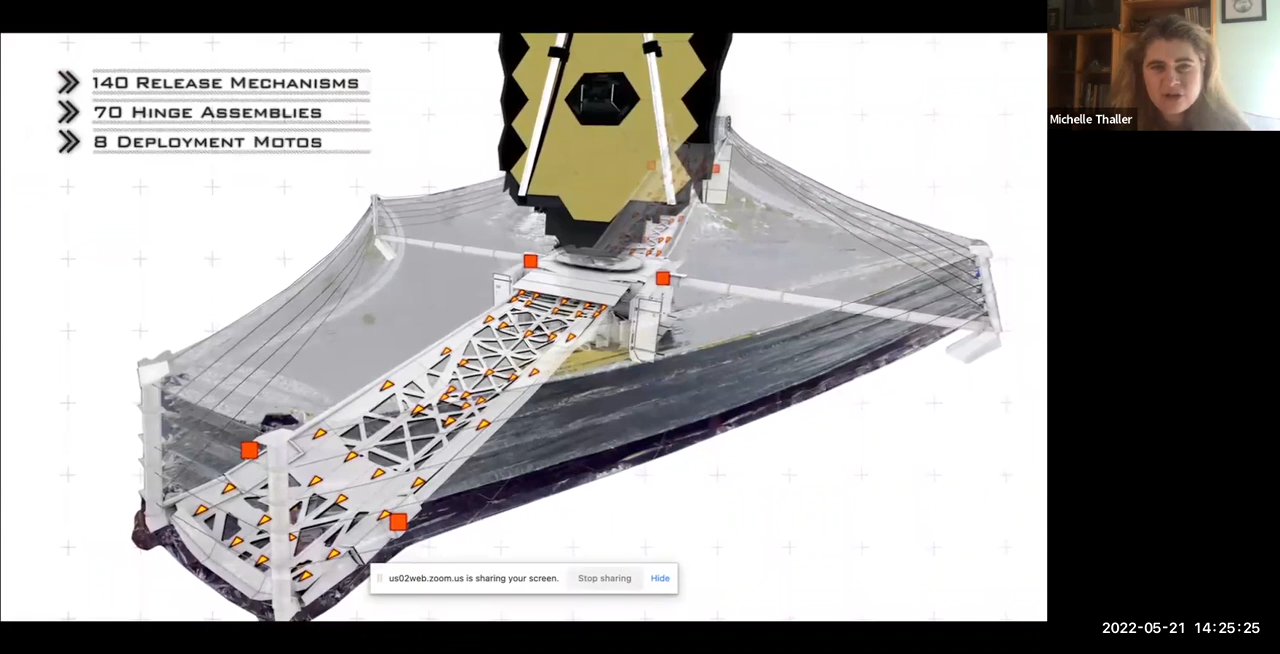 140 Release Mechanisms
70 Hinge Assemblies
8 Deployment Motos
Michelle Thaller
us02web.zoom.us is sharing your screen. Stop sharing Hide
2022-05-21 14:25:25